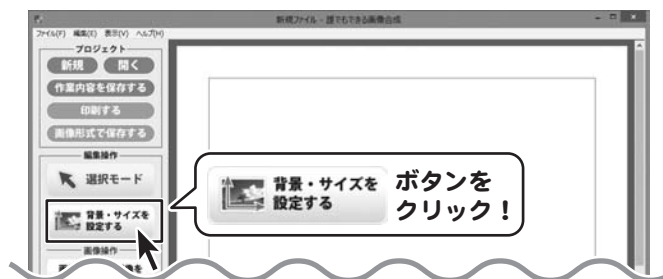 新規ファイル - 誰でもできる画像合成
ファイル(F) 編集(E) 表示(V) ヘルプ(H)
プロジェクト
新規 開く
作業内容を保存する
印刷する
画像形式で保存する
編集操作
選択モード
背景・サイズを
設定する
画像操作
背景・サイズを
設定する
ボタンを
クリック！